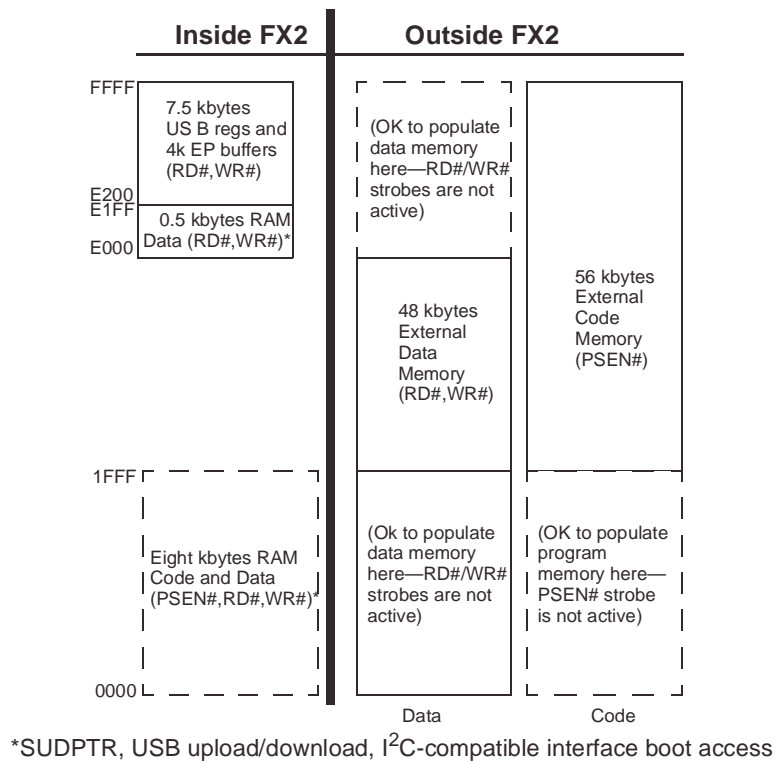 Inside FX2
Outside FX2
FFFF
7.5 kbytes
US B regs and
4k EP buffers
(RD#,WR#)
E200
E1FF
0.5 kbytes RAM
Data (RD#,WR#)*
E000
(OK to populate
data memory
here—RD#/WR#
strobes are not
active)
48 kbytes
External
Data
Memory
(RD#,WR#)
56 kbytes
External
Code
Memory
(PSEN#)
1FFF
Eight kbytes RAM
Code and Data
(PSEN#,RD#,WR#)*
0000
(Ok to populate
data memory
here—RD#/WR#
strobes are not
active)
(OK to populate
program
memory here—
PSEN# strobe
is not active)
Data
Code
*SUDPTR, USB upload/download, I2C-compatible interface boot access